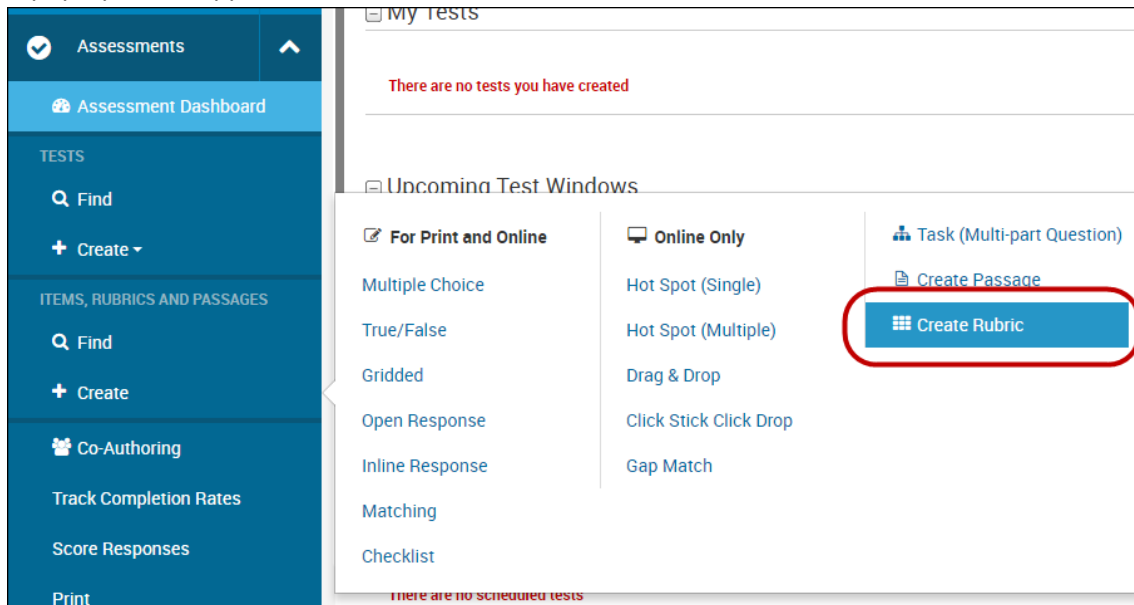 My Tests
Assessments
There are no tests you have created
Assessment Dashboard
TESTS
Find
Create
Upcoming Test Windows
For Print and Online
Multiple Choice
True/False
Gridded
Open Response
Inline Response
Matching
Checklist
Online Only
Hot Spot (Single)
Hot Spot (Multiple)
Drag & Drop
Click Stick Click Drop
Gap Match
Task (Multi-part Question)
Create Passage
Create Rubric
ITEMS, RUBRICS AND PASSAGES
Find
Create
Co-Authoring
Track Completion Rates
Score Responses
Print
There are no scheduled tests